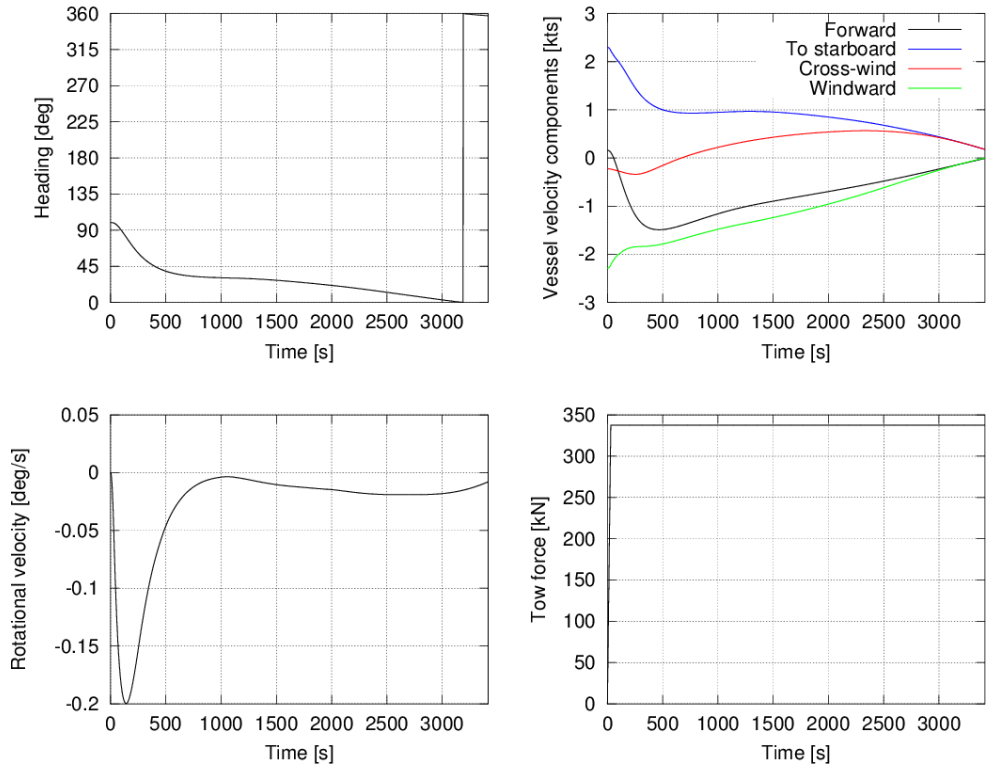 360
315
270
225
180
135
90
45
0
Heading [deg]
0 500 1000 1500 2000 2500 3000
Time [s]
3
2
1
0
-1
-2
-3
Vessel velocity components [kts]
Forward
To starboard
Cross-wind
Windward
0 500 1000 1500 2000 2500 3000
Time [s]
0.05
0
-0.05
-0.1
-0.15
-0.2
Rotational velocity [deg/s]
0 500 1000 1500 2000 2500 3000
Time [s]
350
300
250
200
150
100
50
0
Tow force [kN]
0 500 1000 1500 2000 2500 3000
Time [s]